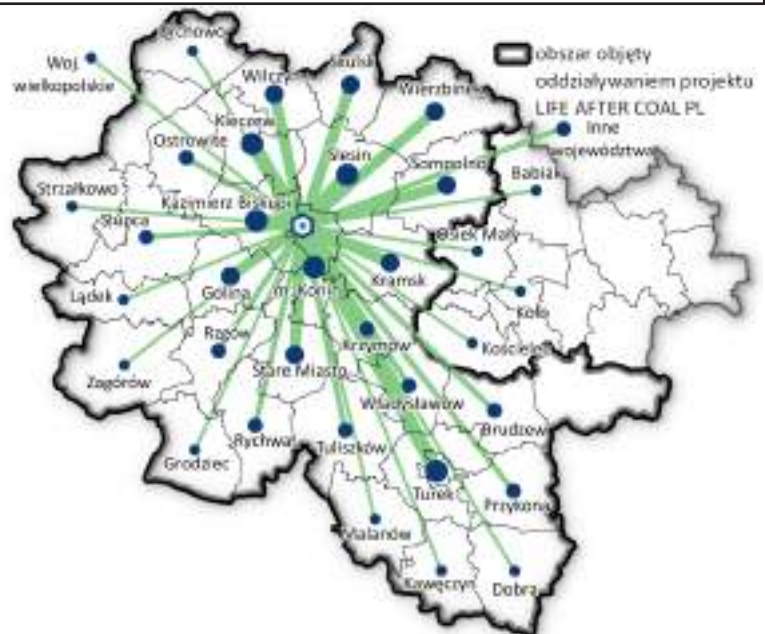 Woj.
wielkopolskie
Wilczyn
Skulsk
Wierzbinek
obszar objęty
oddziaływaniem projektu
LIFE AFTER COAL PL
Inne
województwa
Kleczew
Ostrowite
Ślesin
Sompolno
Babiak
Strzałkowo
Kazimierz Biskupi
Słupca
Osiek Mały
Lądek
Golina
m. Konin
Kramsk
Koło
Rzgów
Krzymów
Kościelec
Zagórów
Stare Miasto
Władysławów
Brudzew
Rychwał
Tuliszków
Grodziec
Turek
Przykona
Malanów
Kawęczyn
Dobra